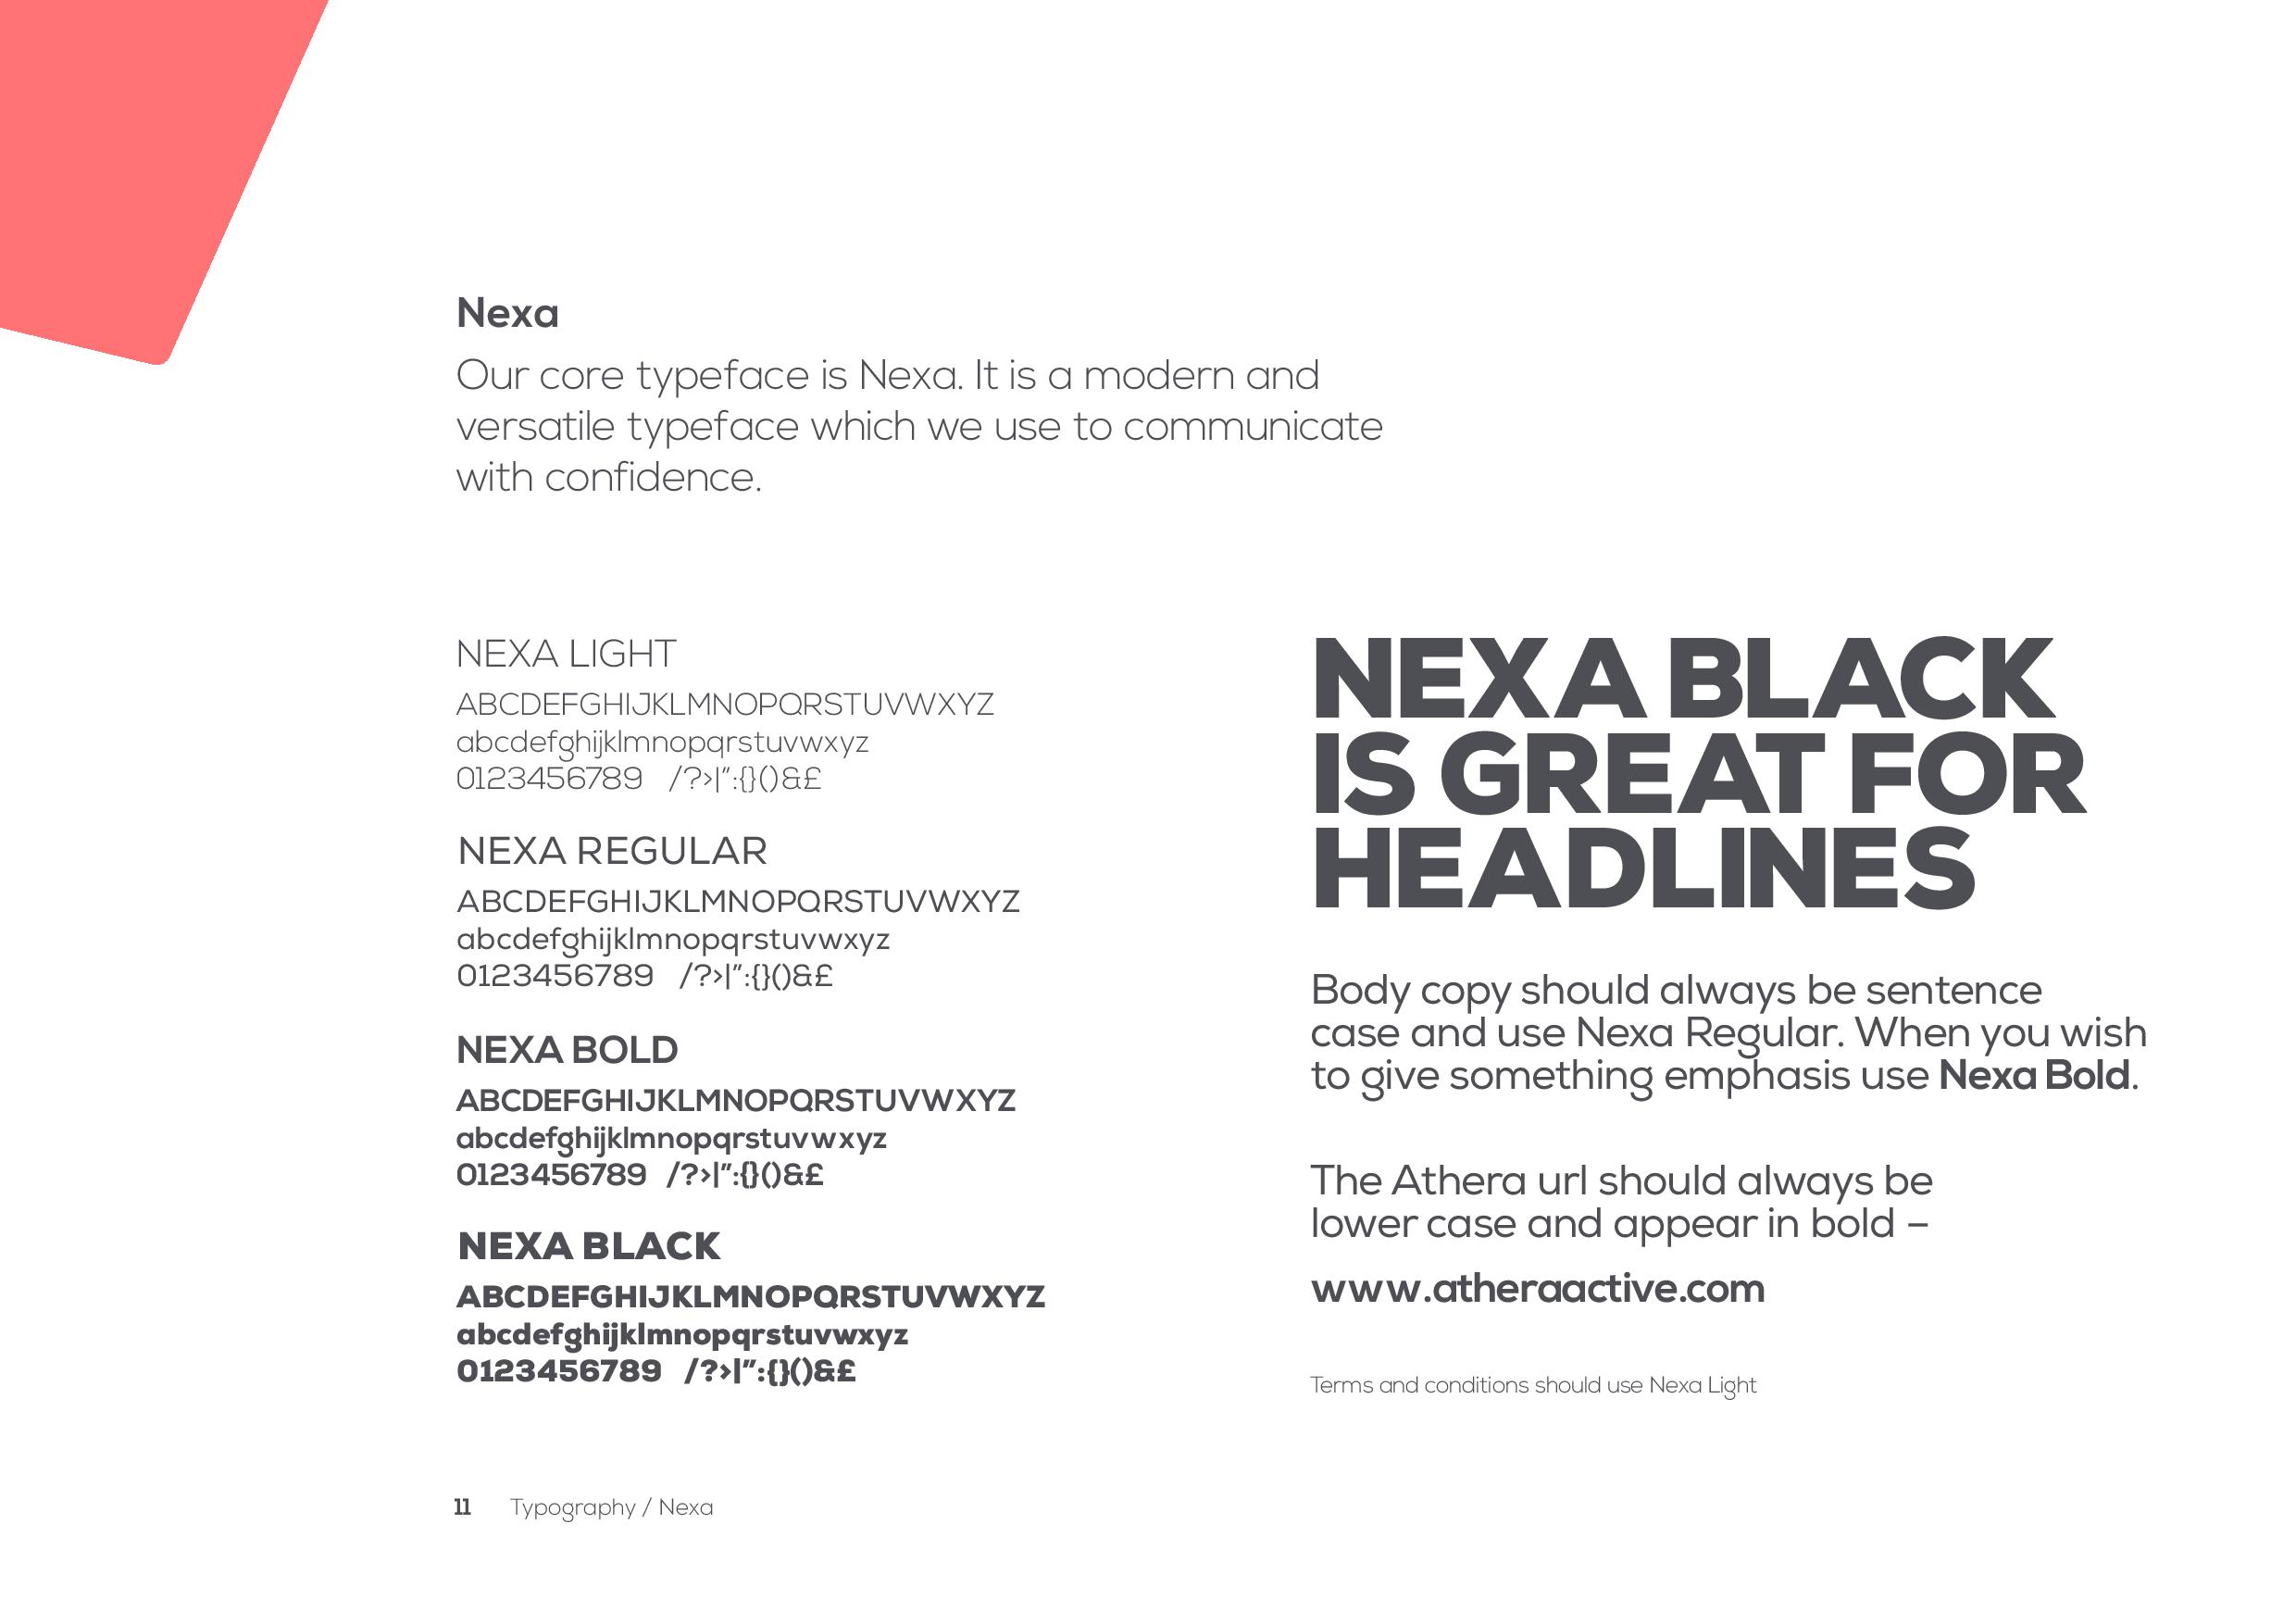 Nexa
Our core typeface is Nexa. It is a modern and
versatile typeface which we use to communicate
with confidence.
NEXA LIGHT
ABCDEFGHIJKLMNOPQRSTUVWXYZ
abcdefghijklmnopqrstuvwxyz
0123456789 /?>|”:{}()&£
NEXA REGULAR
ABCDEFGHIJKLMNOPQRSTUVWXYZ
abcdefghijklmnopqrstuvwxyz
0123456789 /?>|”:{}()&£
NEXA BOLD
ABCDEFGHIJKLMNOPQRSTUVWXYZ
abcdefghijklmnopqrstuvwxyz
0123456789 /?>|”:{}()&£
NEXA BLACK
ABCDEFGHIJKLMNOPQRSTUVWXYZ
abcdefghijklmnopqrstuvwxyz
0123456789 /?>|”:{}()&£
NEXA BLACK
IS GREAT FOR
HEADLINES
Body copy should always be sentence
case and use Nexa Regular. When you wish
to give something emphasis use Nexa Bold.
The Athera url should always be
lower case and appear in bold –
www.atheraactive.com
Terms and conditions should use Nexa Light
11 Typography / Nexa